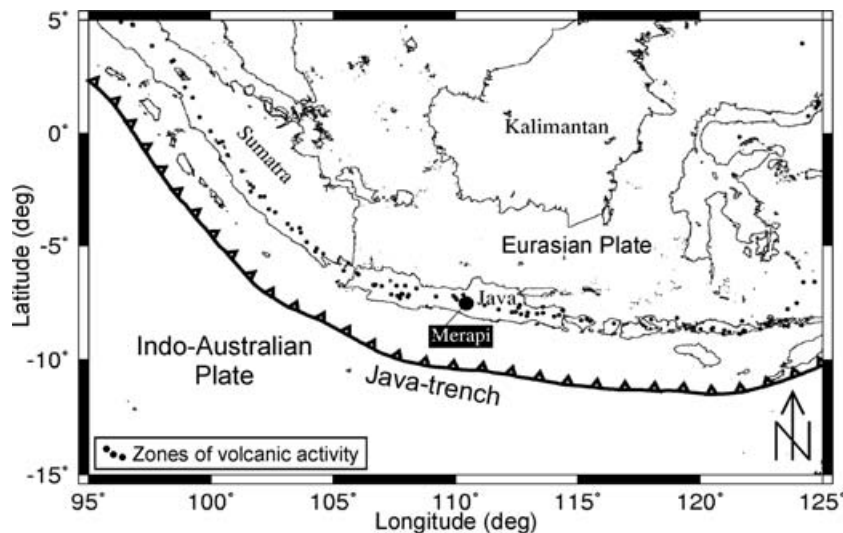 5°
0°
-5°
-10°
-15°
Latitude (deg)
Sumatra
Kalimantan
Eurasian Plate
Java
Merapi
Indo-Australian
Plate
Java-trench
N
Zones of volcanic activity
95° 100° 105° 110° 115° 120° 125°
Longitude (deg)